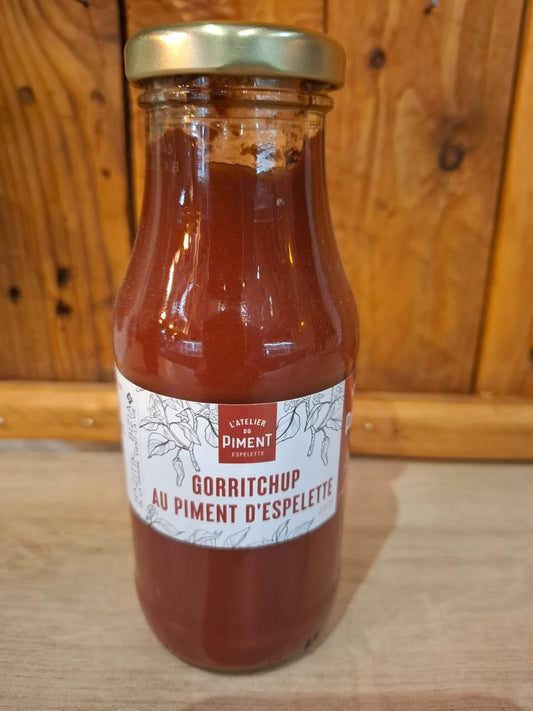 L'ATELIER
DU
PIMENT
ESPELETTE
GORRITCHUP
AU PIMENT D'ESPELETTE